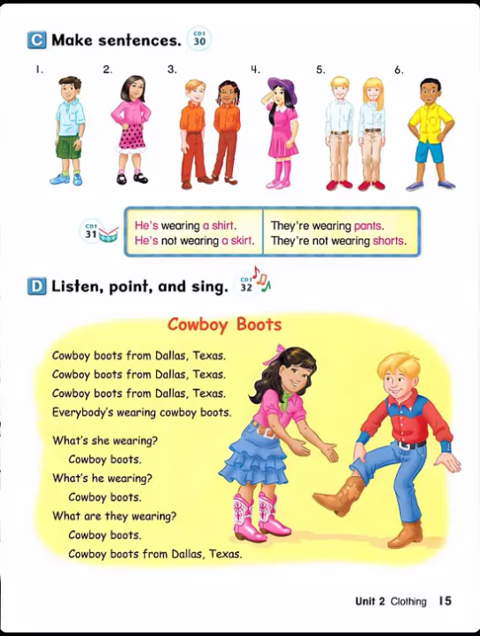 C Make sentences. CD1 30
1. 2. 3. 4. 5. 6.
CD1 31
He's wearing a shirt. They're wearing pants.
He's not wearing a skirt. They're not wearing shorts.
D Listen, point, and sing. CD1 32
Cowboy Boots
Cowboy boots from Dallas, Texas.
Cowboy boots from Dallas, Texas.
Cowboy boots from Dallas, Texas.
Everybody's wearing cowboy boots.
What's she wearing?
Cowboy boots.
What's he wearing?
Cowboy boots.
What are they wearing?
Cowboy boots.
Cowboy boots from Dallas, Texas.
Unit 2 Clothing 15